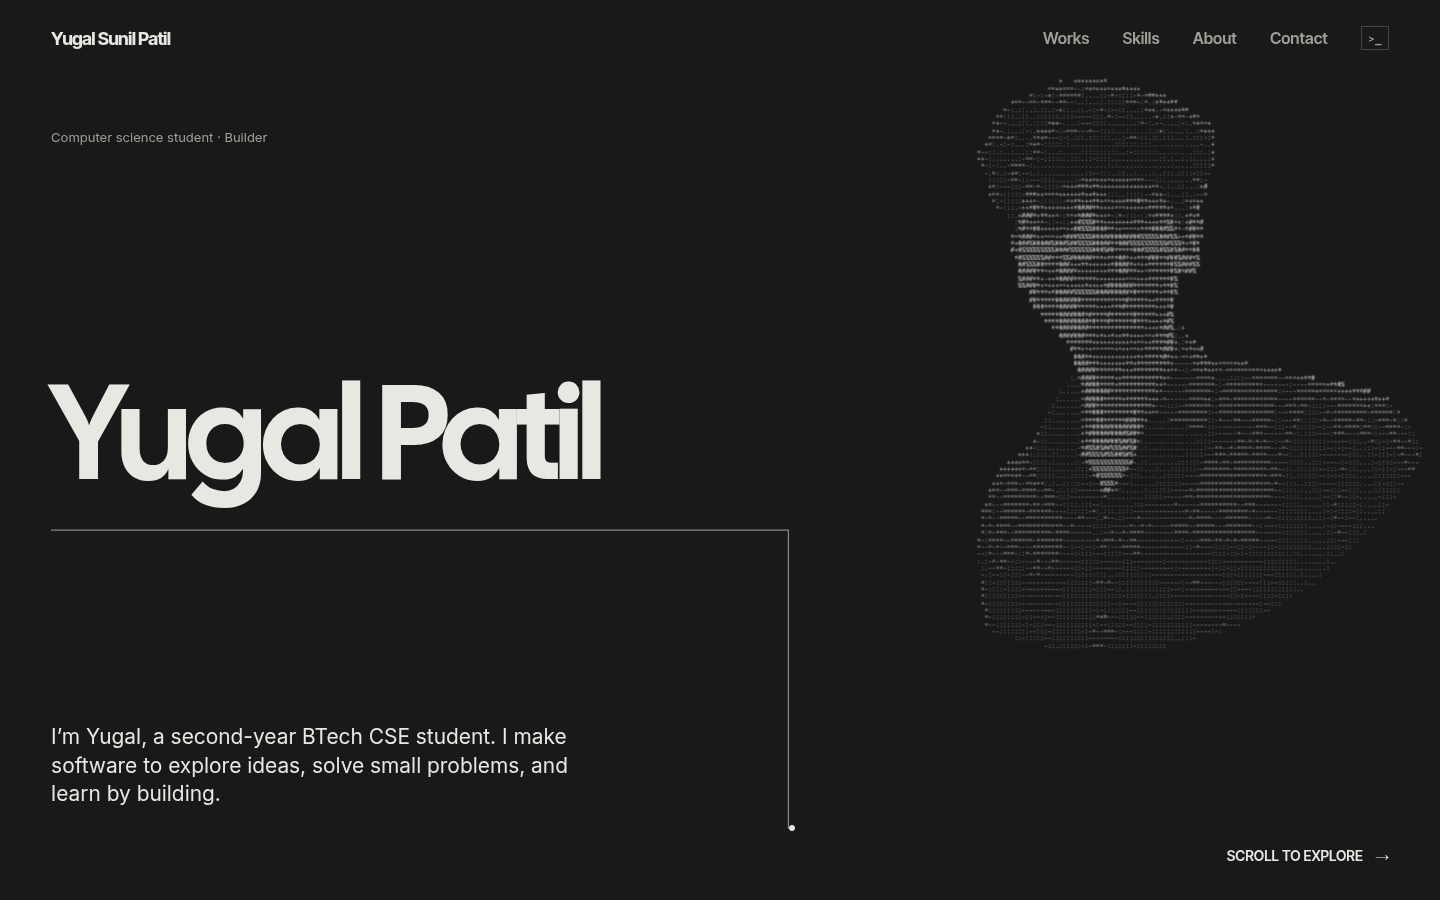 Yugal Sunil Patil
Works
Skills
About
Contact
>_
Computer science student · Builder
Yugal Patil
I’m Yugal, a second-year BTech CSE student. I make
software to explore ideas, solve small problems, and
learn by building.
SCROLL TO EXPLORE →